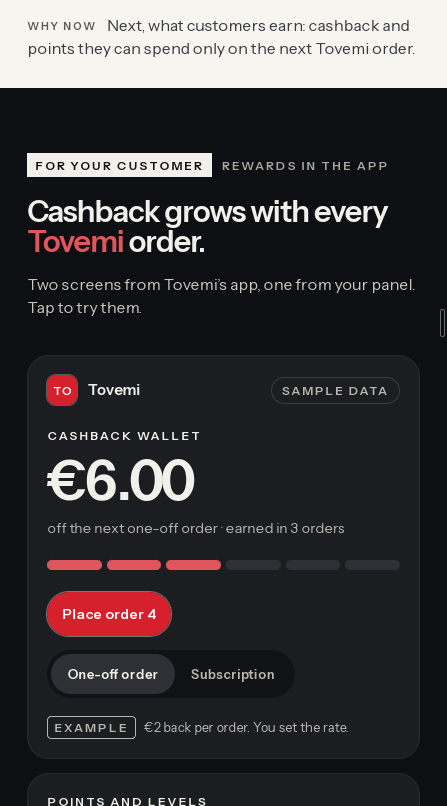 WHY NOW Next, what customers earn: cashback and
points they can spend only on the next Tovemi order.
FOR YOUR CUSTOMER REWARDS IN THE APP
Cashback grows with every
Tovemi order.
Two screens from Tovemi's app, one from your panel.
Tap to try them.
TO Tovemi SAMPLE DATA
CASHBACK WALLET
€6.00
off the next one-off order · earned in 3 orders
Place order 4
One-off order Subscription
EXAMPLE €2 back per order. You set the rate.
POINTS AND LEVELS